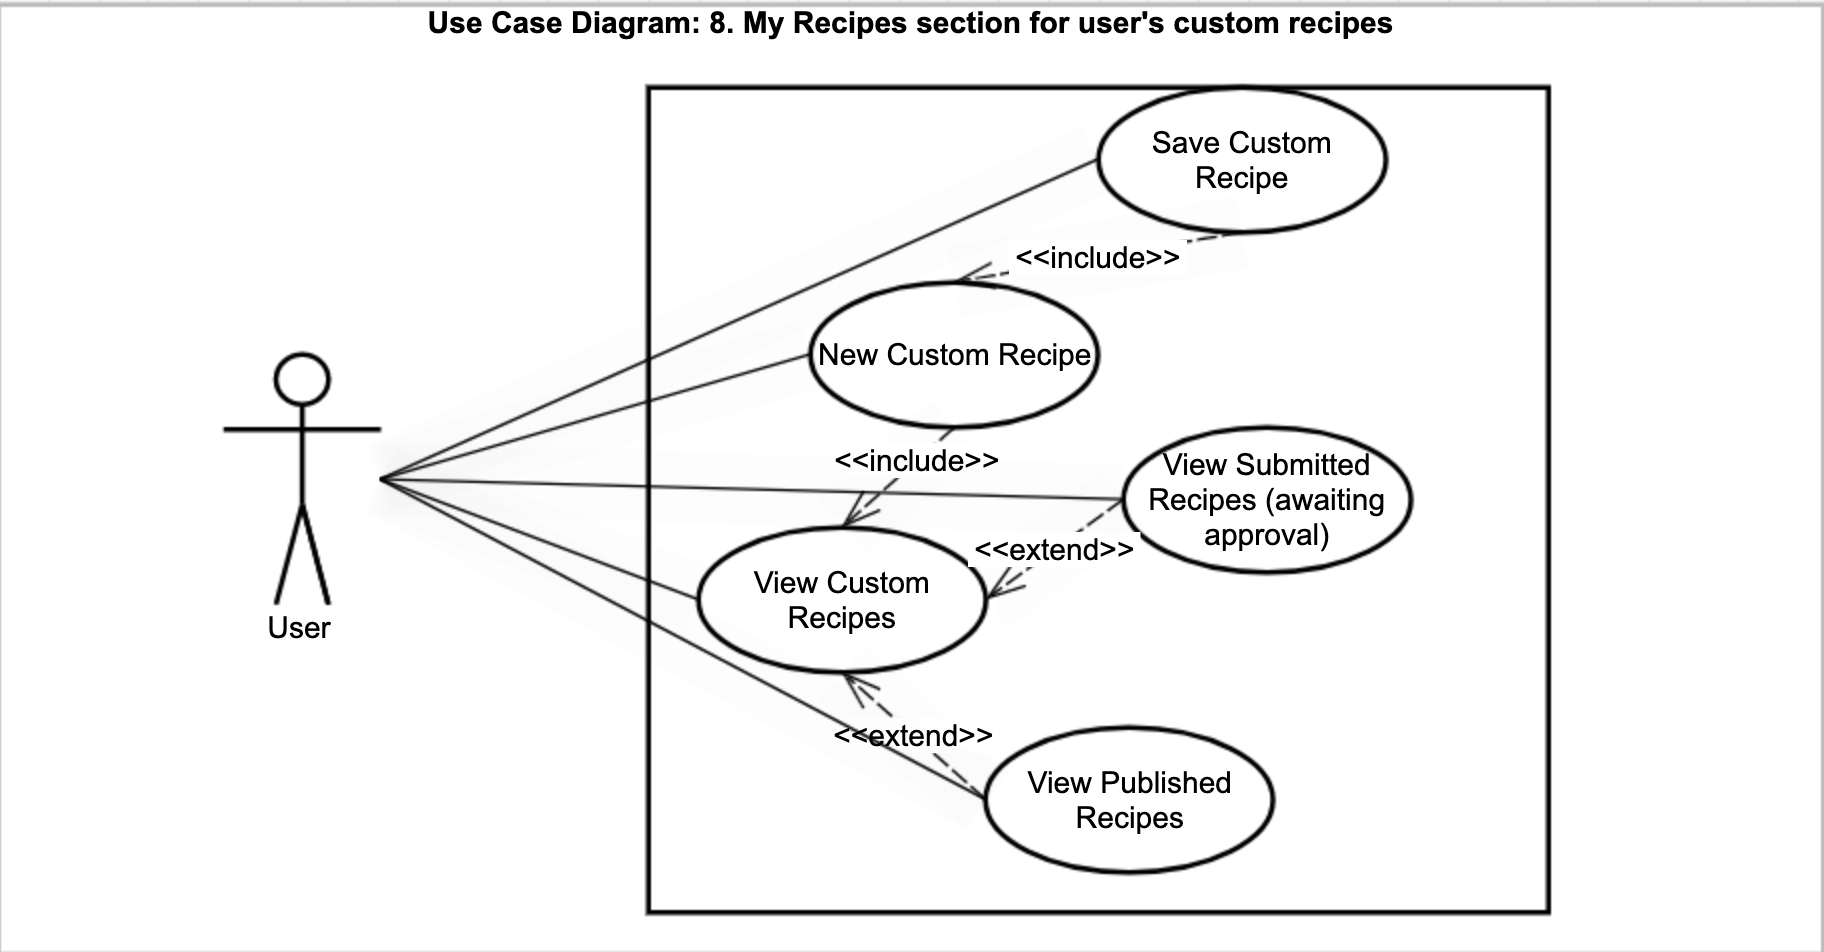 Use Case Diagram: 8. My Recipes section for user's custom recipes
Save Custom
Recipe
<<include>>
New Custom Recipe
<<include>>
View Submitted
Recipes (awaiting
approval)
<<extend>>
View Custom
Recipes
User
<<extend>>
View Published
Recipes